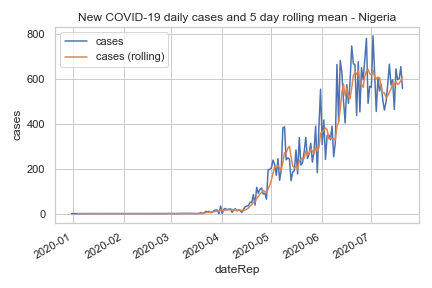 New COVID-19 daily cases and 5 day rolling mean - Nigeria
cases
cases (rolling)
800
600
400
200
0
cases
2020-01
2020-02
2020-03
2020-04
2020-05
2020-06
2020-07
dateRep